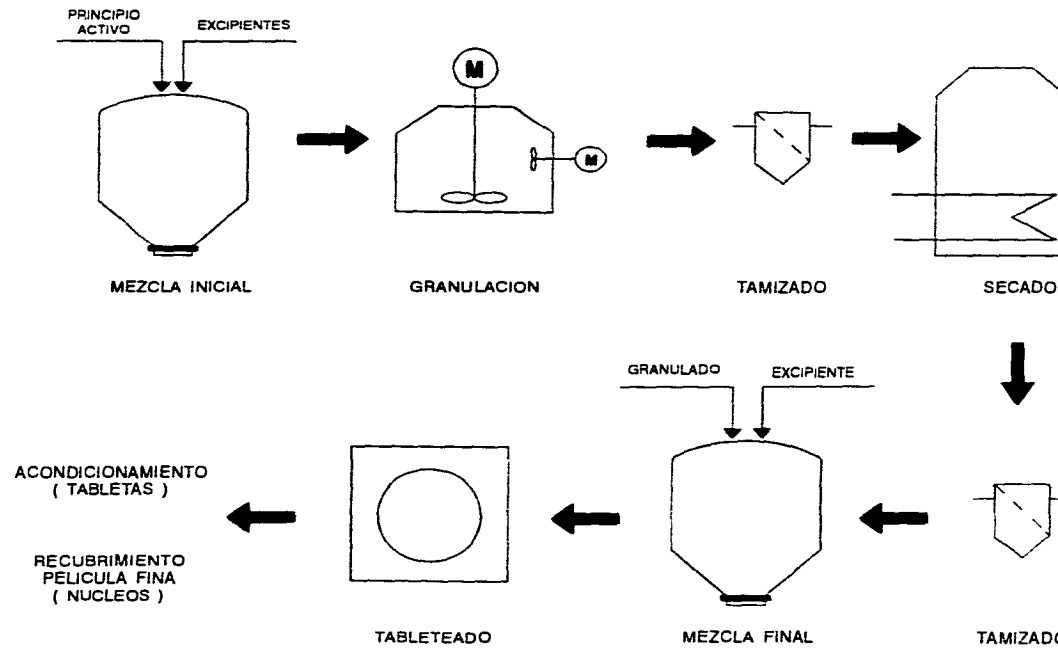 PRINCIPIO
ACTIVO
EXCIPIENTES
M
M
MEZCLA INICIAL
GRANULACION
TAMIZADO
SECADO
GRANULADO
EXCIPIENTE
ACONDICIONAMIENTO
( TABLETAS )
RECUBRIMIENTO
PELICULA FINA
( NUCLEOS )
TABLETEADO
MEZCLA FINAL
TAMIZADO